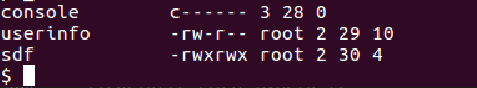 console c------ 3 28 0
userinfo -rw-r-- root 2 29 10
sdf -rwxrwx root 2 30 4
$